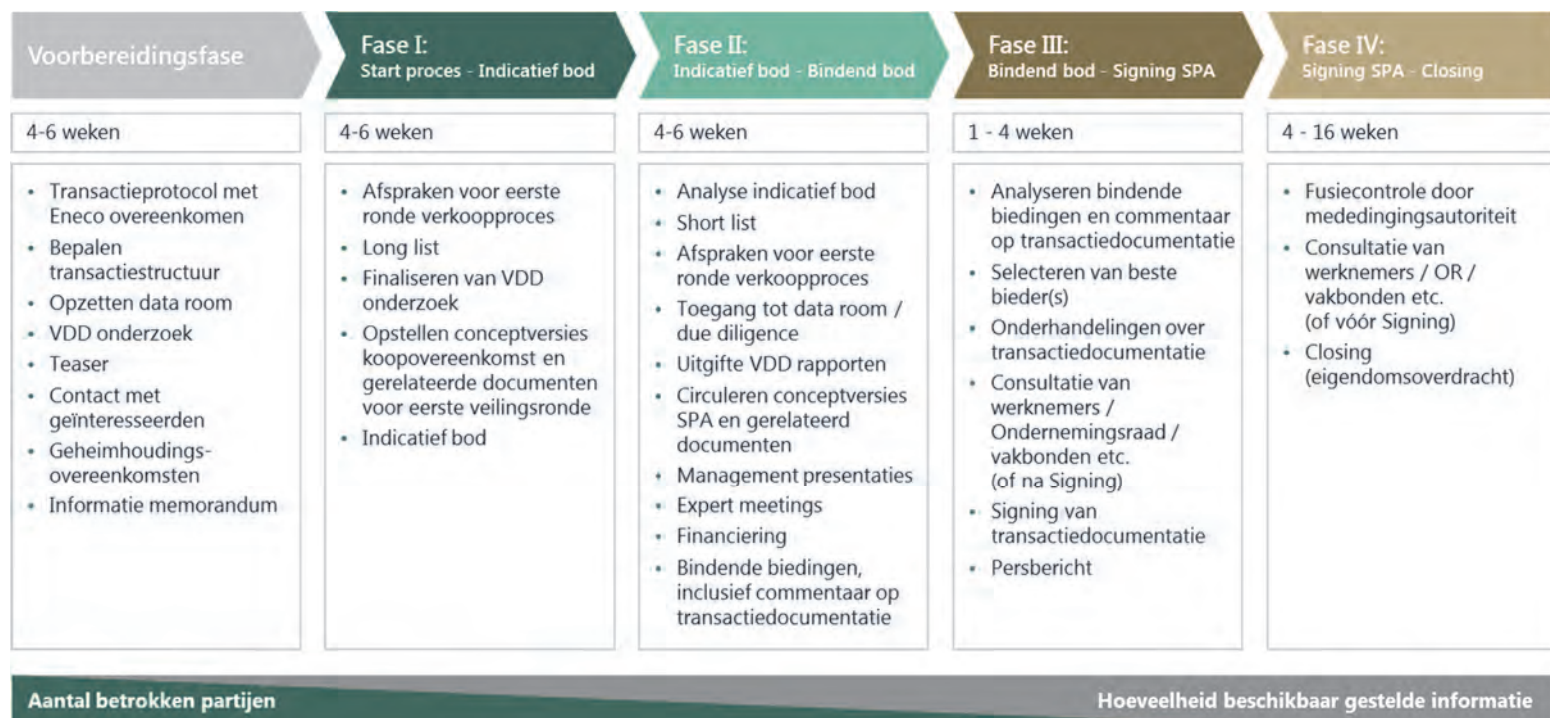 Voorbereidingsfase
4-6 weken
• Transactieprotocol met
Eneco overeenkomen
• Bepalen
transactiestructuur
• Opzetten data room
• VDD onderzoek
• Teaser
• Contact met
geïnteresseerden
• Geheimhoudings-
overeenkomsten
• Informatie memorandum
Fase I:
Start proces - Indicatief bod
4-6 weken
• Afspraken voor eerste
ronde verkoopproces
• Long list
• Finaliseren van VDD
onderzoek
• Opstellen conceptversies
koopovereenkomst en
gerelateerde documenten
voor eerste veilingsronde
• Indicatief bod
Fase II:
Indicatief bod - Bindend bod
4-6 weken
• Analyse indicatief bod
• Short list
• Afspraken voor eerste
ronde verkoopproces
• Toegang tot data room /
due diligence
• Uitgifte VDD rapporten
• Circuleren conceptversies
SPA en gerelateerd
documenten
• Management presentaties
• Expert meetings
• Financiering
• Bindende biedingen,
inclusief commentaar op
transactiedocumentatie
Fase III:
Bindend bod - Signing SPA
1 - 4 weken
• Analyseren bindende
biedingen en commentaar
op transactiedocumentatie
• Selecteren van beste
bieder(s)
• Onderhandelingen over
transactiedocumentatie
• Consultatie van
werknemers /
Ondernemingsraad /
vakbonden etc.
(of na Signing)
• Signing van
transactiedocumentatie
• Persbericht
Fase IV:
Signing SPA - Closing
4 - 16 weken
• Fusiecontrole door
mededingingsautoriteit
• Consultatie van
werknemers / OR /
vakbonden etc.
(of vóór Signing)
• Closing
(eigendomsoverdracht)
Aantal betrokken partijen
Hoeveelheid beschikbaar gestelde informatie